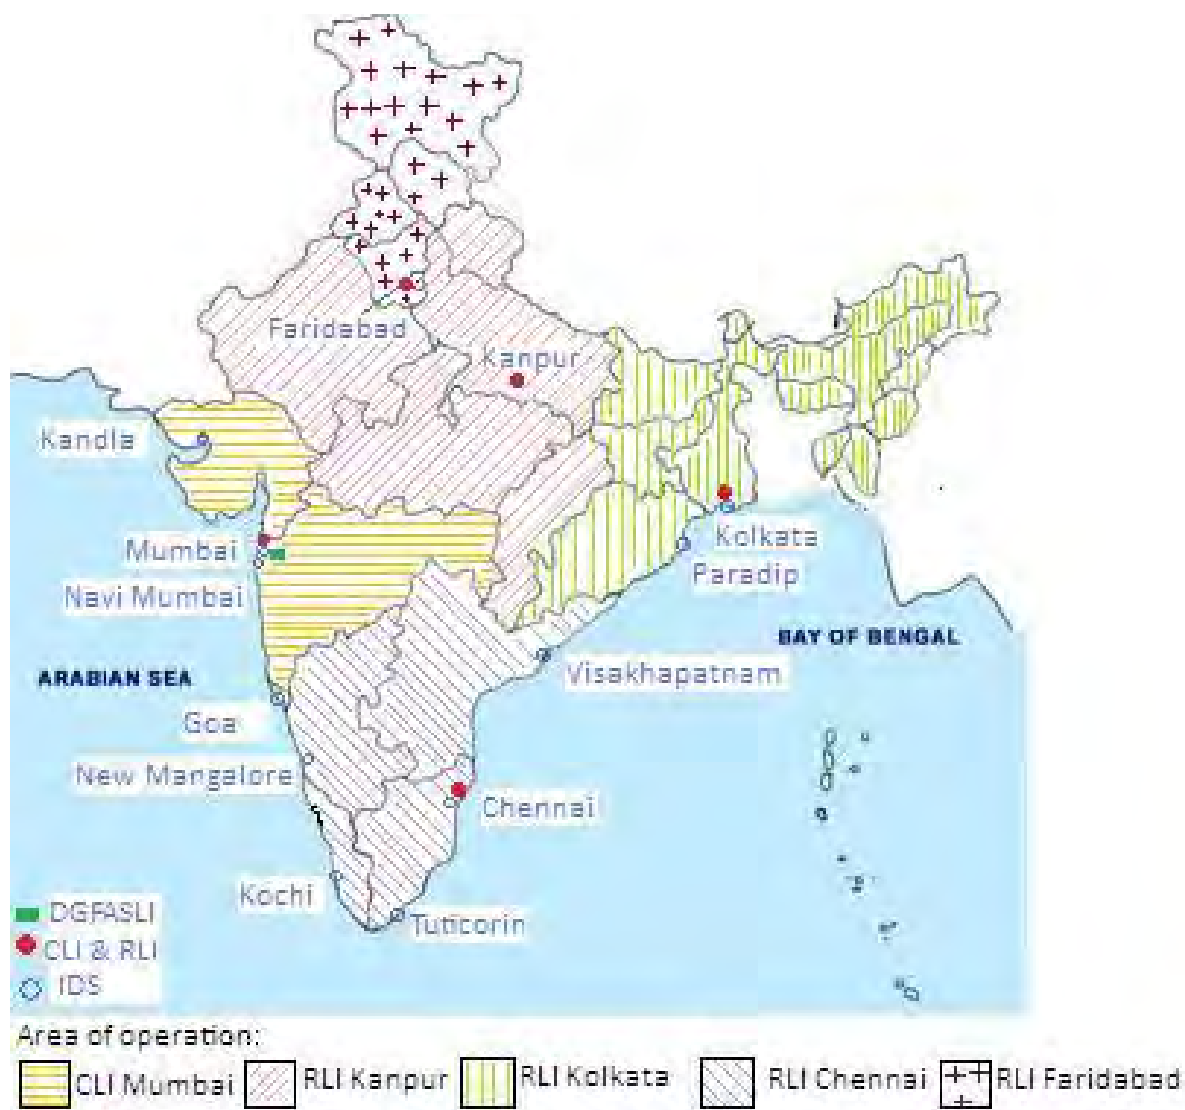 Faridabad
Kanpur
Kandla
Kolkata
Mumbai
Paradip
Navi Mumbai
BAY OF BENGAL
Visakhapatnam
ARABIAN SEA
Goa
New Mangalore
Chennai
Kochi
Tuticorin
DGFASLI
CLI & RLI
IDS
Area of operation:
CLI Mumbai RLI Kanpur RLI Kolkata RLI Chennai RLI Faridabad